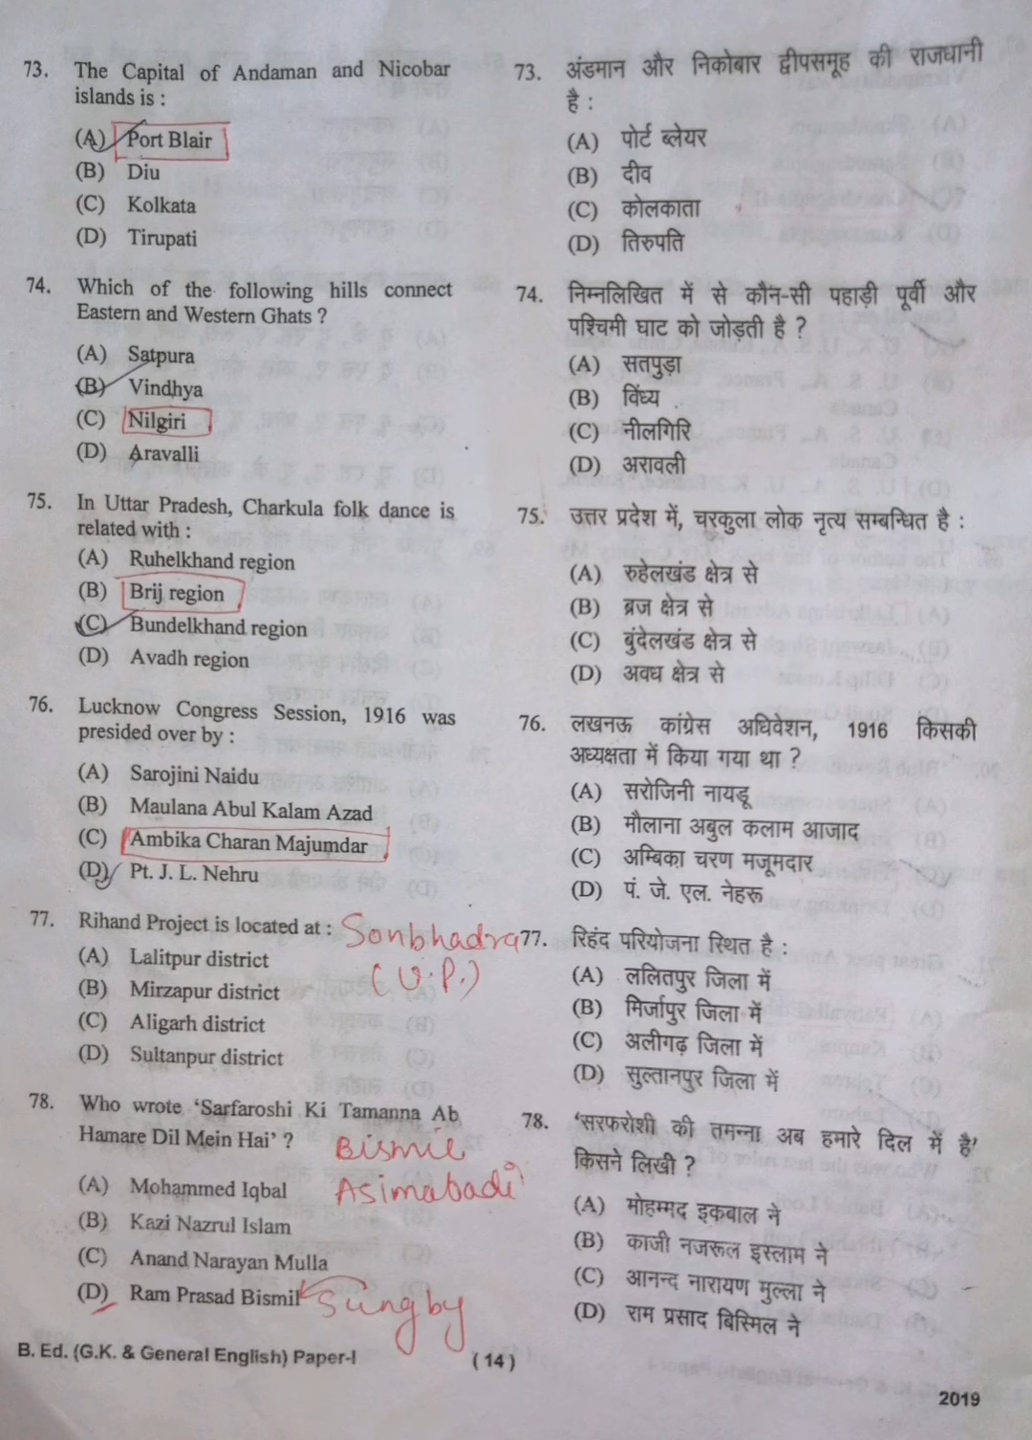 73. The Capital of Andaman and Nicobar
islands is :
(A) Port Blair
(B) Diu
(C) Kolkata
(D) Tirupati
74. Which of the following hills connect
Eastern and Western Ghats ?
(A) Satpura
(B) Vindhya
(C) Nilgiri
(D) Aravalli
75. In Uttar Pradesh, Charkula folk dance is
related with :
(A) Ruhelkhand region
(B) Brij region
(C) Bundelkhand region
(D) Avadh region
76. Lucknow Congress Session, 1916 was
presided over by :
(A) Sarojini Naidu
(B) Maulana Abul Kalam Azad
(C) Ambika Charan Majumdar
(D) Pt. J. L. Nehru
77. Rihand Project is located at : Sonbhadra
(U.P.)
(A) Lalitpur district
(B) Mirzapur district
(C) Aligarh district
(D) Sultanpur district
78. Who wrote ‘Sarfaroshi Ki Tamanna Ab
Hamare Dil Mein Hai’ ?
Bismil
Asimabadi
(A) Mohammed Iqbal
(B) Kazi Nazrul Islam
(C) Anand Narayan Mulla
(D) Ram Prasad Bismil Sung by
73. अंडमान और निकोबार द्वीपसमूह की राजधानी
है :
(A) पोर्ट ब्लेयर
(B) दीव
(C) कोलकाता
(D) तिरुपति
74. निम्नलिखित में से कौन-सी पहाड़ी पूर्वी और
पश्चिमी घाट को जोड़ती है ?
(A) सतपुड़ा
(B) विंध्य
(C) नीलगिरि
(D) अरावली
75. उत्तर प्रदेश में, चरकुला लोक नृत्य सम्बन्धित है :
(A) रुहेलखंड क्षेत्र से
(B) ब्रज क्षेत्र से
(C) बुंदेलखंड क्षेत्र से
(D) अवध क्षेत्र से
76. लखनऊ कांग्रेस अधिवेशन, 1916 किसकी
अध्यक्षता में किया गया था ?
(A) सरोजिनी नायडू
(B) मौलाना अबुल कलाम आजाद
(C) अम्बिका चरण मजूमदार
(D) पं. जे. एल. नेहरू
77. रिहंद परियोजना स्थित है :
(A) ललितपुर जिला में
(B) मिर्जापुर जिला में
(C) अलीगढ़ जिला में
(D) सुल्तानपुर जिला में
78. ‘सरफरोशी की तमन्ना अब हमारे दिल में है’
किसने लिखी ?
(A) मोहम्मद इकबाल ने
(B) काजी नजरूल इस्लाम ने
(C) आनन्द नारायण मुल्ला ने
(D) राम प्रसाद बिस्मिल ने
B. Ed. (G.K. & General English) Paper-I
( 14 )
2019